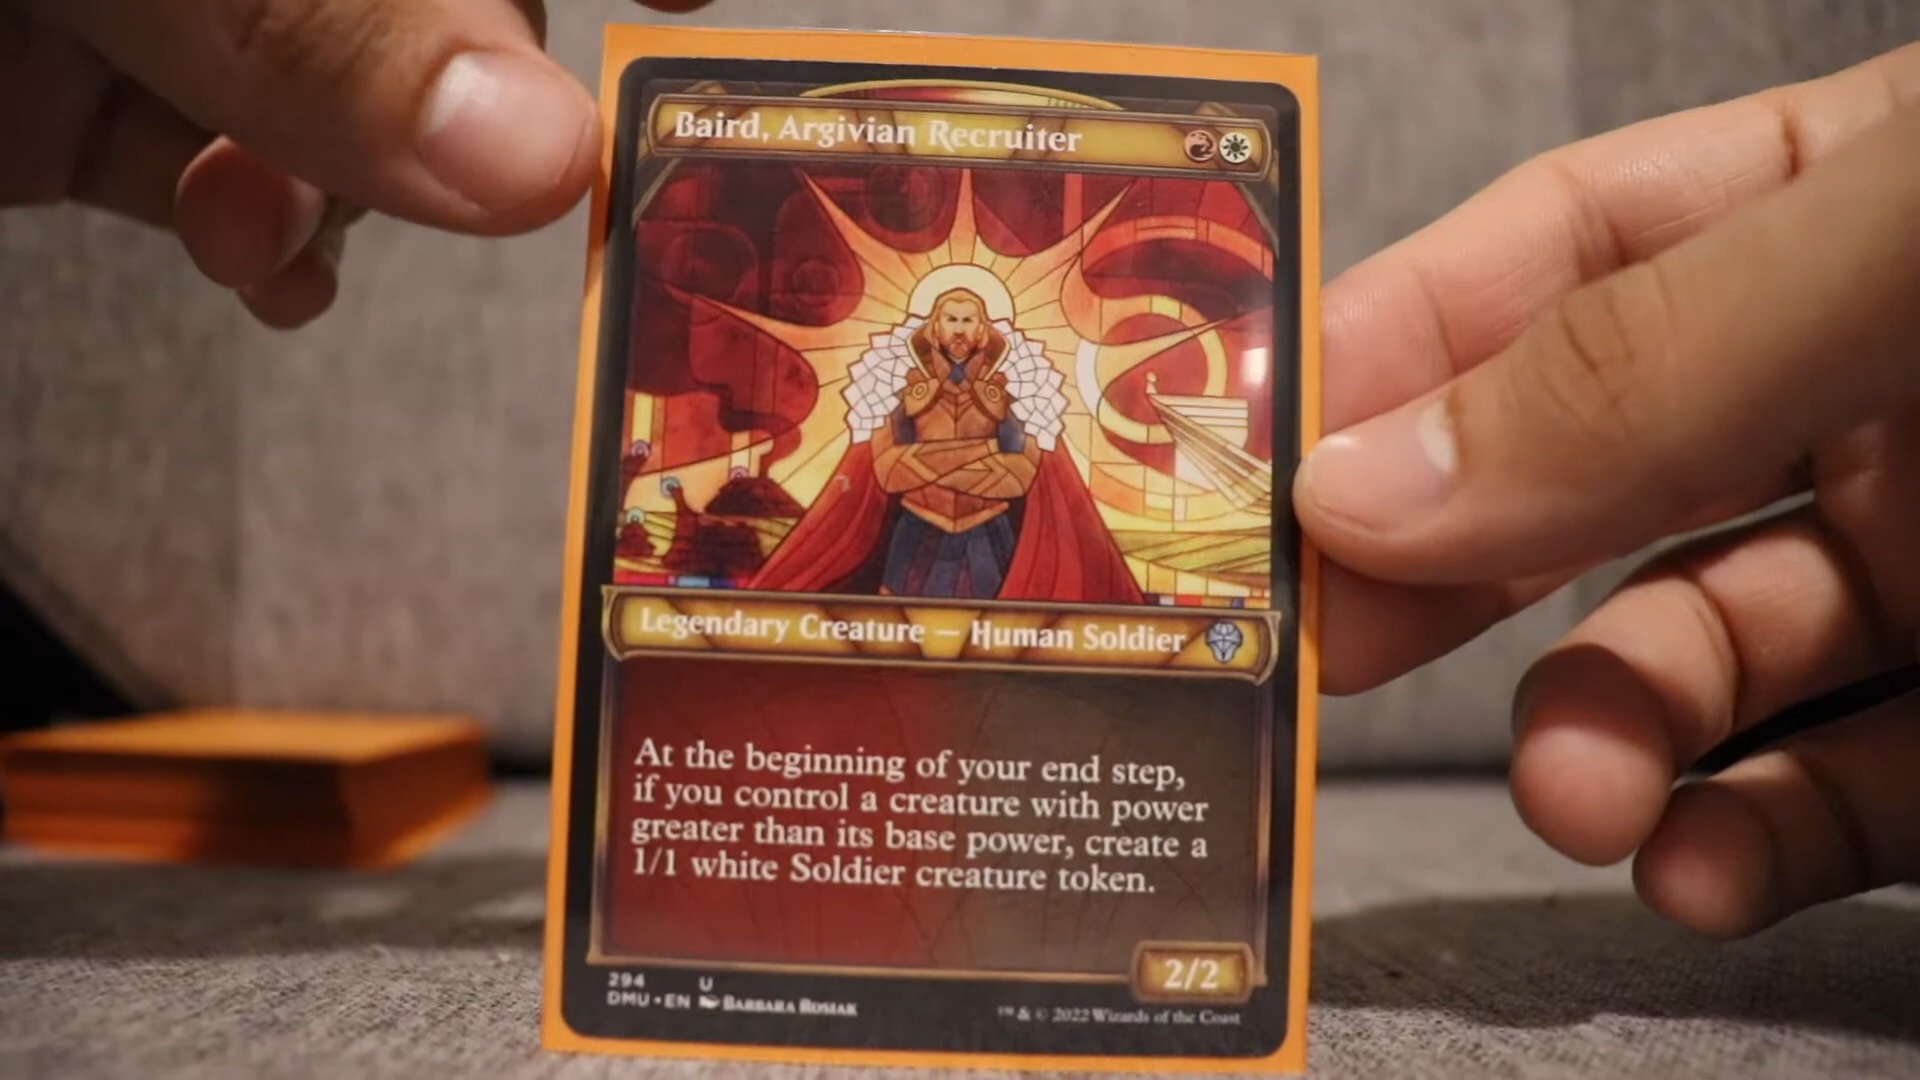 Baird, Argivian Recruiter
Legendary Creature — Human Soldier
At the beginning of your end step,
if you control a creature with power
greater than its base power, create a
1/1 white Soldier creature token.
2/2
294 U
DMU • EN BARBARA ROSIAK
™ & © 2022 Wizards of the Coast